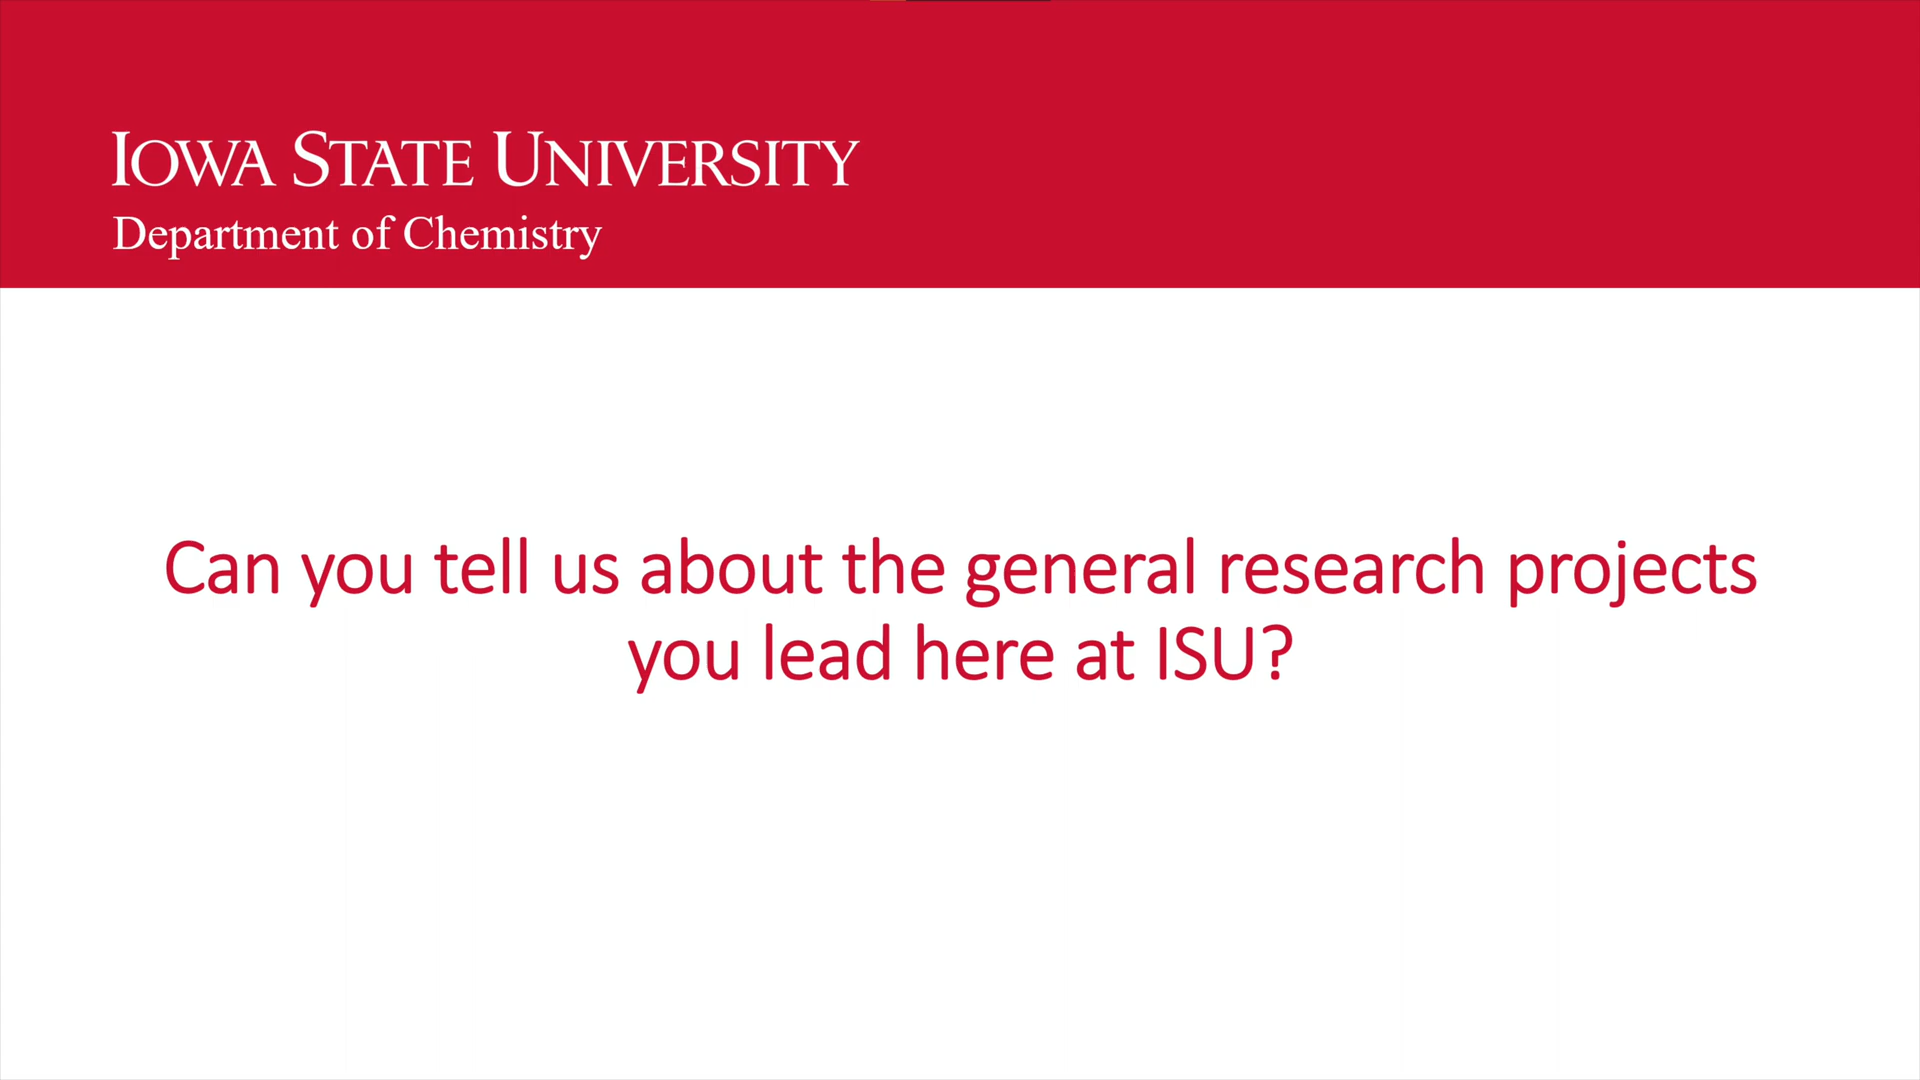 IOWA STATE UNIVERSITY
Department of Chemistry
Can you tell us about the general research projects
you lead here at ISU?